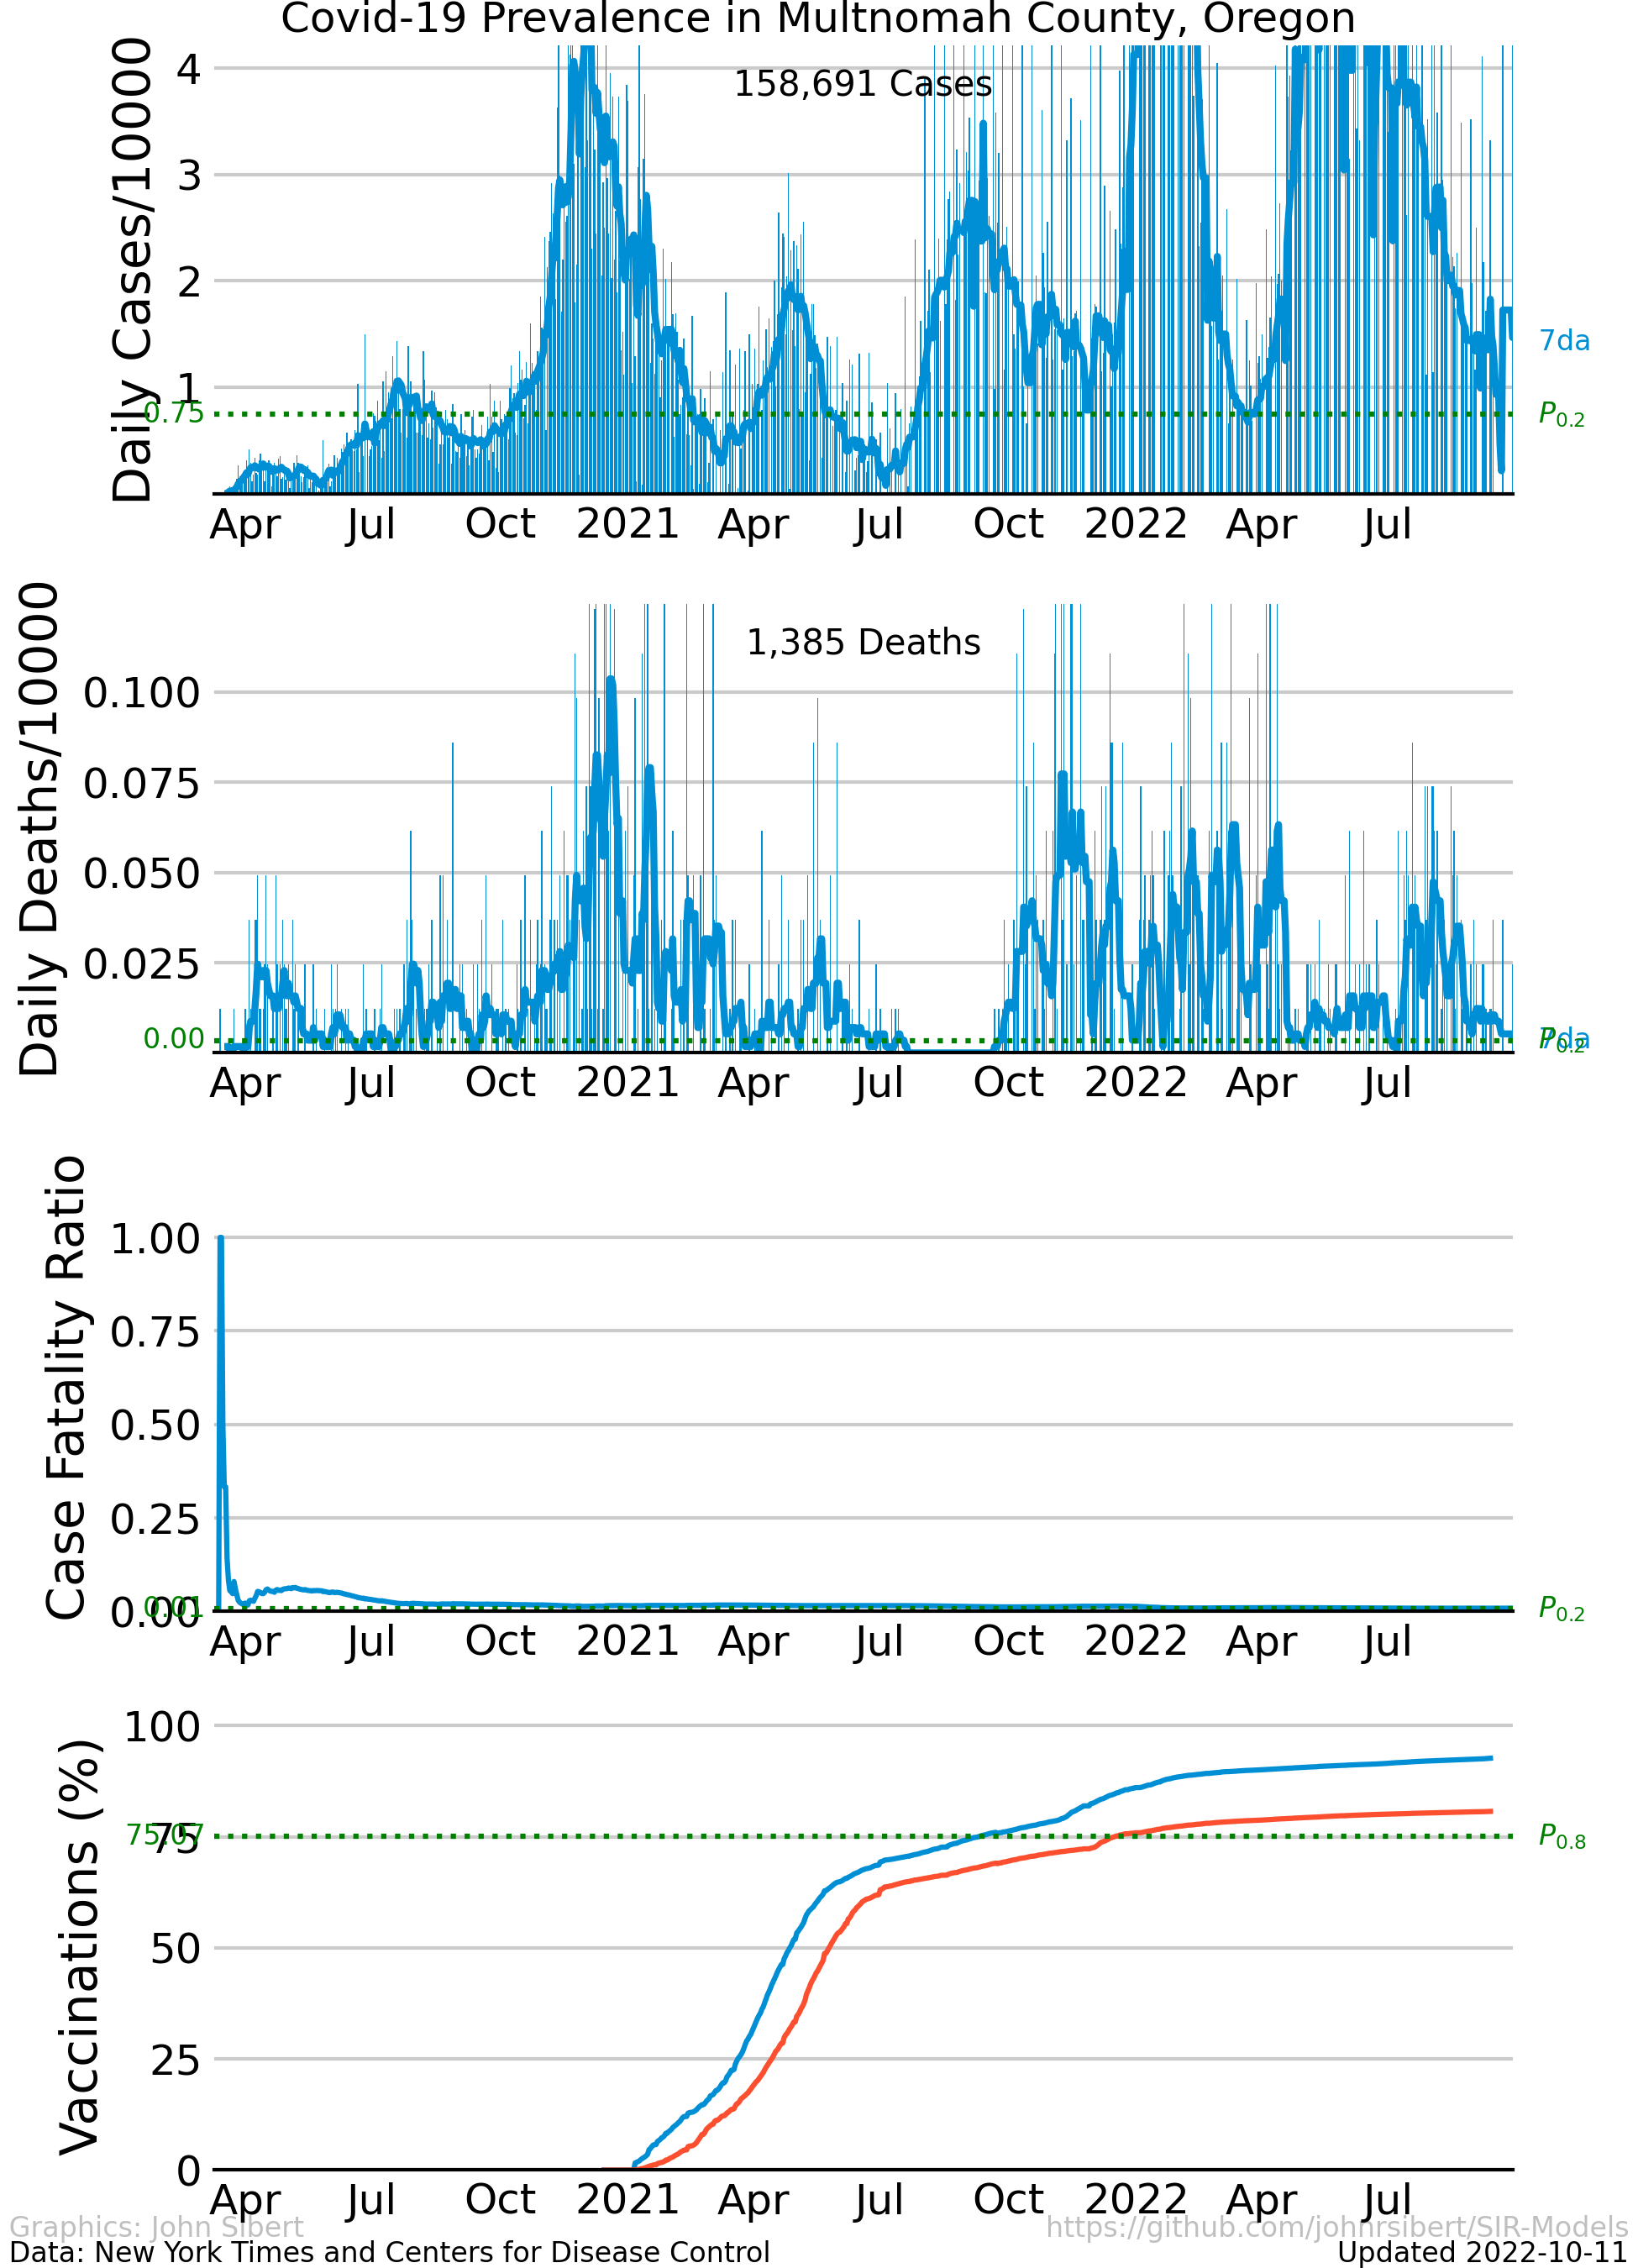 Covid-19 Prevalence in Multnomah County, Oregon
Daily Cases/10000
4
3
2
1
0.75
158,691 Cases
7da
P0.2
Apr Jul Oct 2021 Apr Jul Oct 2022 Apr Jul
Daily Deaths/10000
0.100
0.075
0.050
0.025
0.00
1,385 Deaths
7da
P0.2
Apr Jul Oct 2021 Apr Jul Oct 2022 Apr Jul
Case Fatality Ratio
1.00
0.75
0.50
0.25
0.00
0.01
P0.2
Apr Jul Oct 2021 Apr Jul Oct 2022 Apr Jul
Vaccinations (%)
100
75
75.07
50
25
0
P0.8
Apr Jul Oct 2021 Apr Jul Oct 2022 Apr Jul
Graphics: John Sibert
https://github.com/johnrsibert/SIR-Models
Data: New York Times and Centers for Disease Control
Updated 2022-10-11